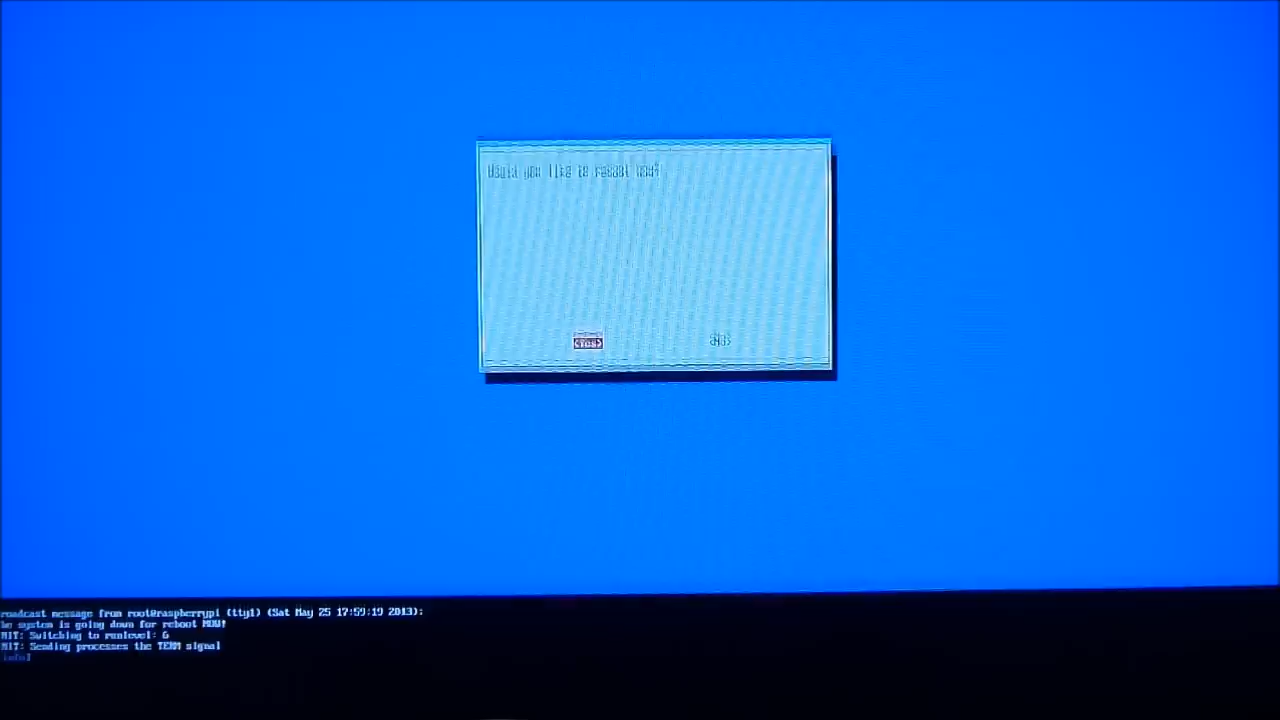 Would you like to reboot now?
<Yes>
<No>
roadcast message from root@raspberrypi (tty1) (Sat May 25 17:59:19 2013):
he system is going down for reboot NOW!
NIT: Switching to runlevel: 6
NIT: Sending processes the TERM signal
info]